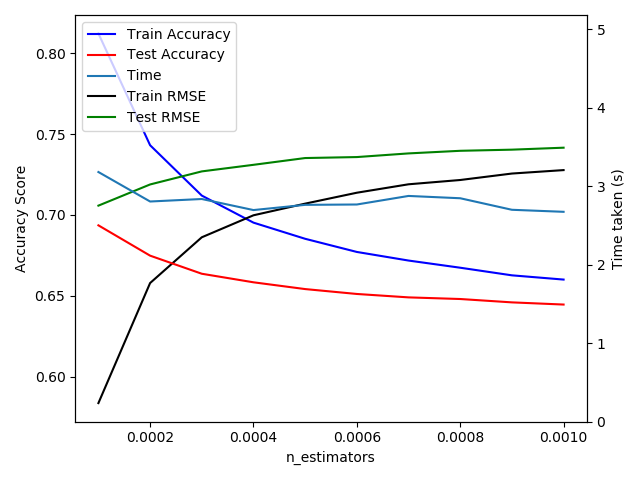 Train Accuracy
Test Accuracy
Time
Train RMSE
Test RMSE
0.80
0.75
0.70
0.65
0.60
Accuracy Score
5
4
3
2
1
0
Time taken (s)
0.0002 0.0004 0.0006 0.0008 0.0010
n_estimators